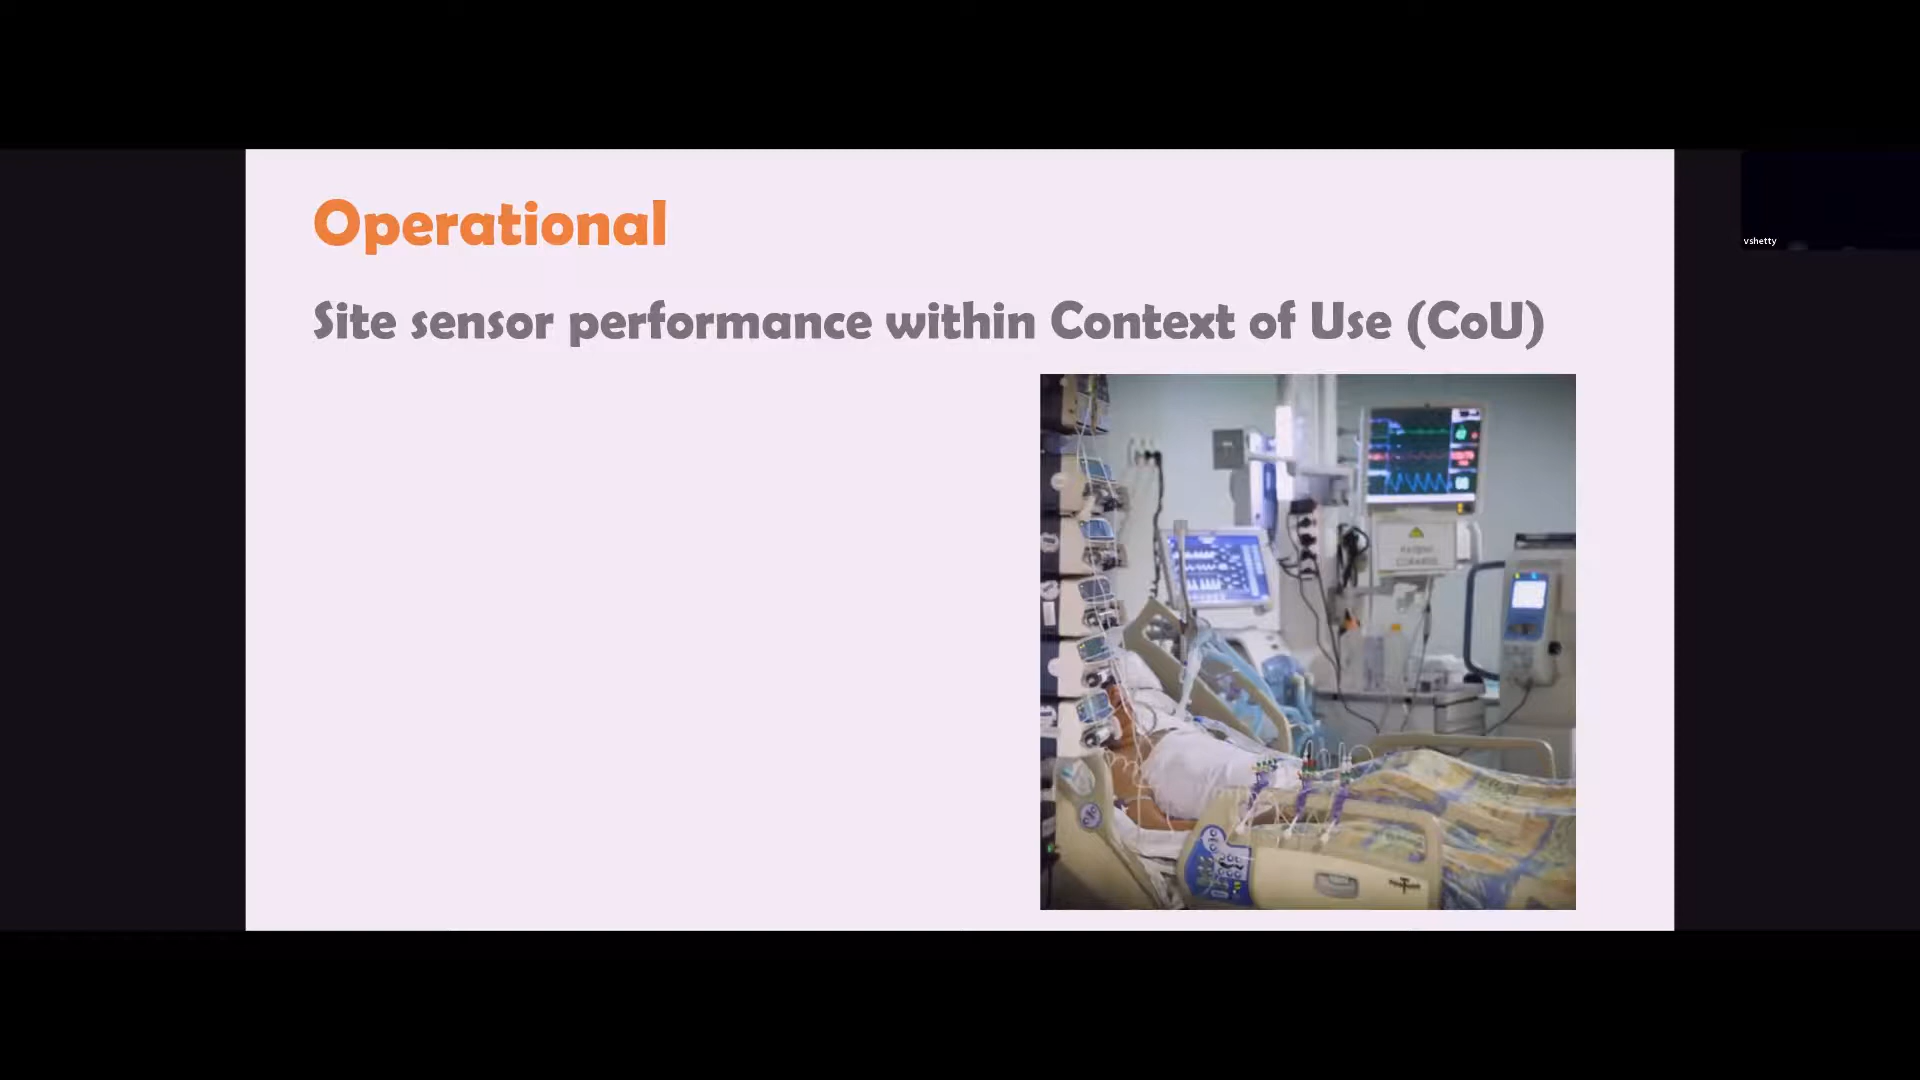 Operational
Site sensor performance within Context of Use (CoU)
vshetty